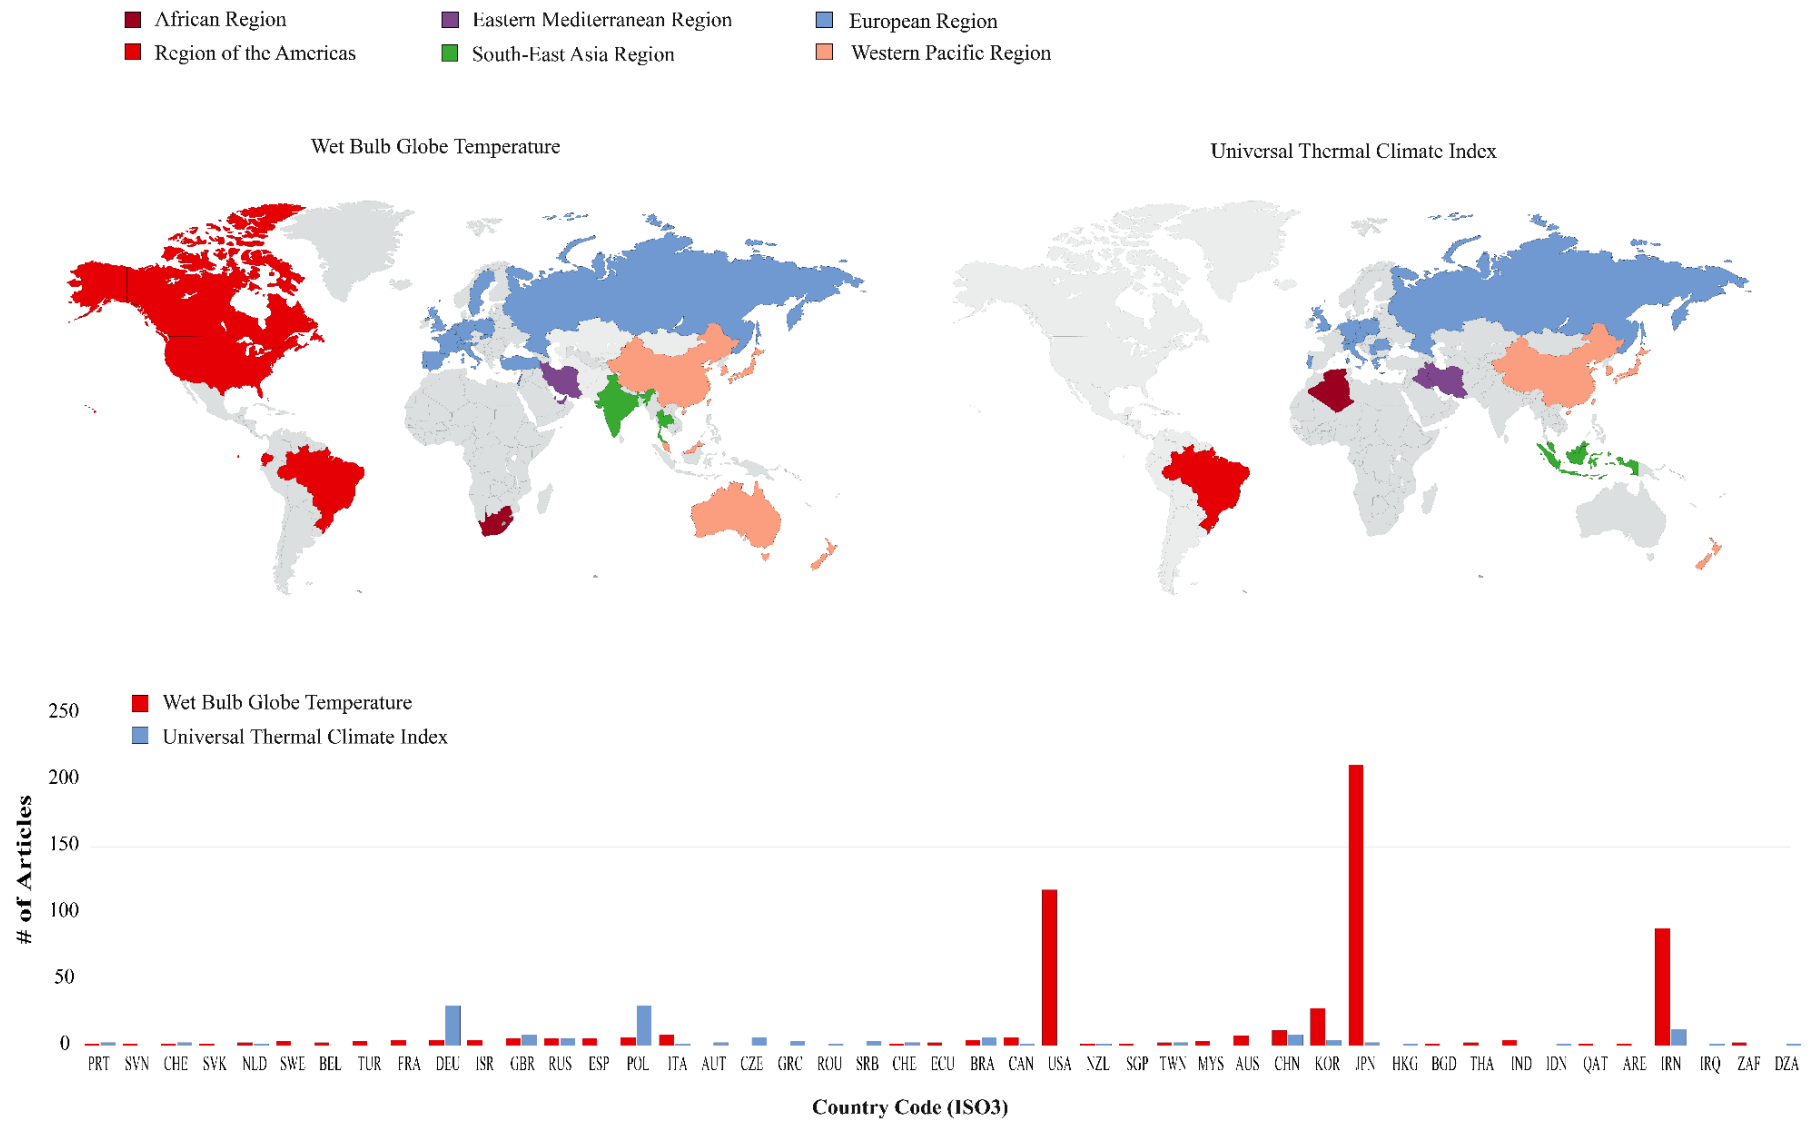 African Region
Eastern Mediterranean Region
European Region
Region of the Americas
South-East Asia Region
Western Pacific Region
Wet Bulb Globe Temperature
Universal Thermal Climate Index
Wet Bulb Globe Temperature
Universal Thermal Climate Index
250
200
150
100
50
0
# of Articles
PRT SVN CHE SVK NLD SWE BEL TUR FRA DEU ISR GBR RUS ESP POL ITA AUT CZE GRC ROU SRB CHE ECU BRA CAN USA NZL SGP TWN MYS AUS CHN KOR JPN HKG BGD THA IND IDN QAT ARE IRN IRQ ZAF DZA
Country Code (ISO3)